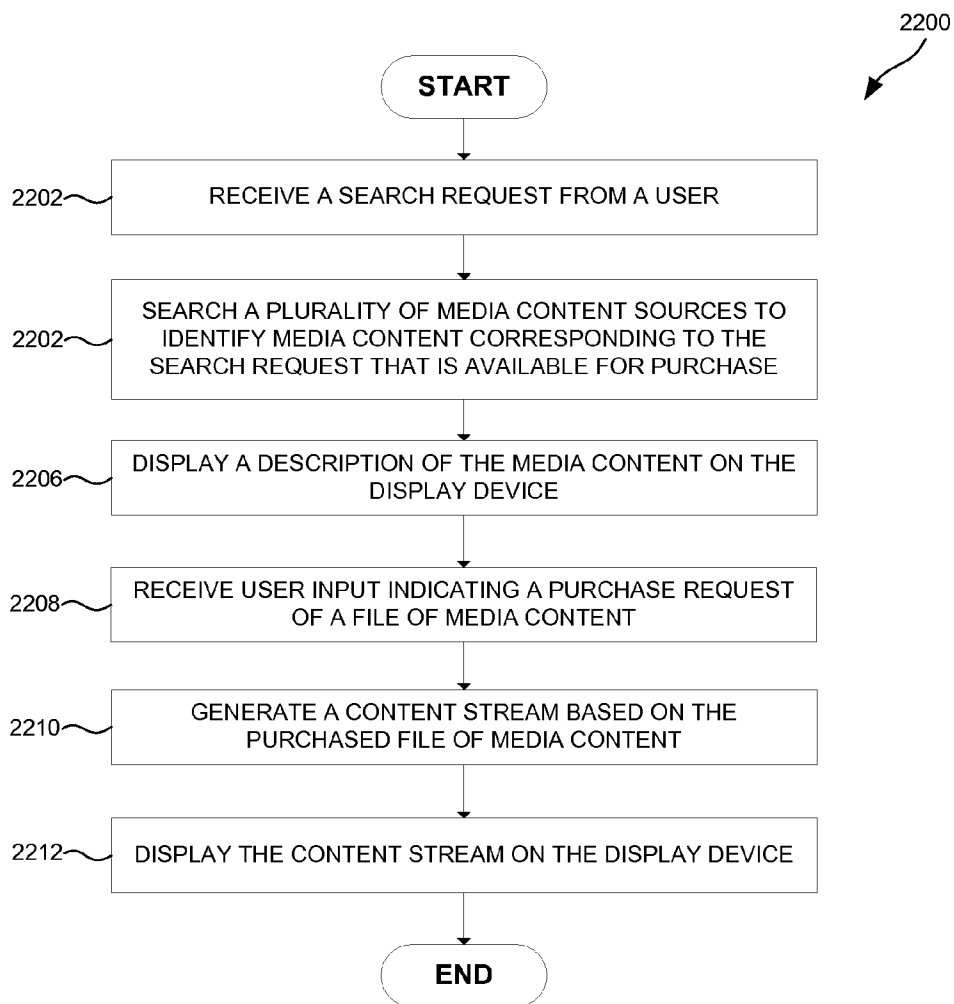 2200
START
2202
RECEIVE A SEARCH REQUEST FROM A USER
2202
SEARCH A PLURALITY OF MEDIA CONTENT SOURCES TO
IDENTIFY MEDIA CONTENT CORRESPONDING TO THE
SEARCH REQUEST THAT IS AVAILABLE FOR PURCHASE
2206
DISPLAY A DESCRIPTION OF THE MEDIA CONTENT ON THE
DISPLAY DEVICE
2208
RECEIVE USER INPUT INDICATING A PURCHASE REQUEST
OF A FILE OF MEDIA CONTENT
2210
GENERATE A CONTENT STREAM BASED ON THE
PURCHASED FILE OF MEDIA CONTENT
2212
DISPLAY THE CONTENT STREAM ON THE DISPLAY DEVICE
END